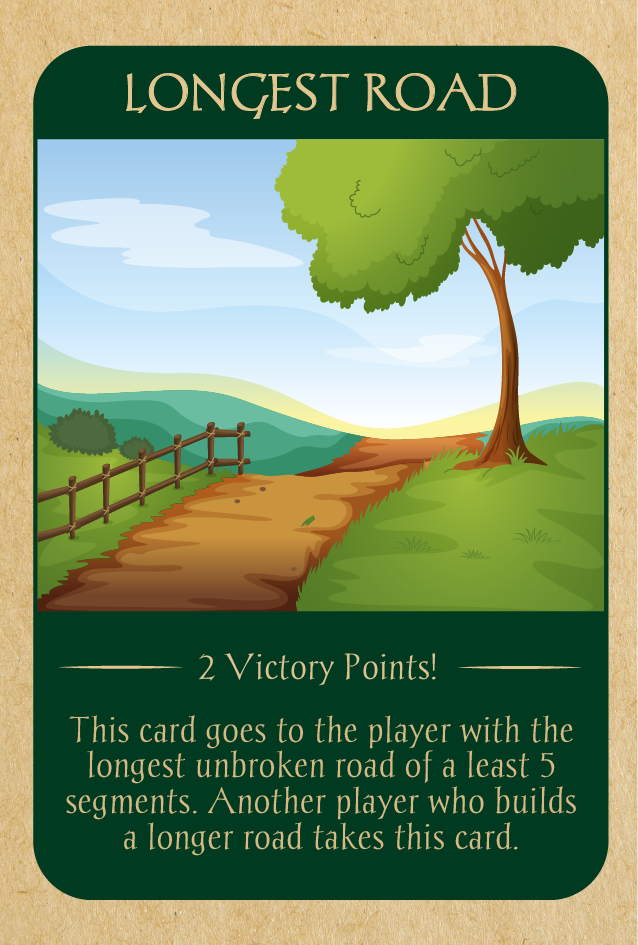 LONGEST ROAD
2 Victory Points!
This card goes to the player with the
longest unbroken road of a least 5
segments. Another player who builds
a longer road takes this card.